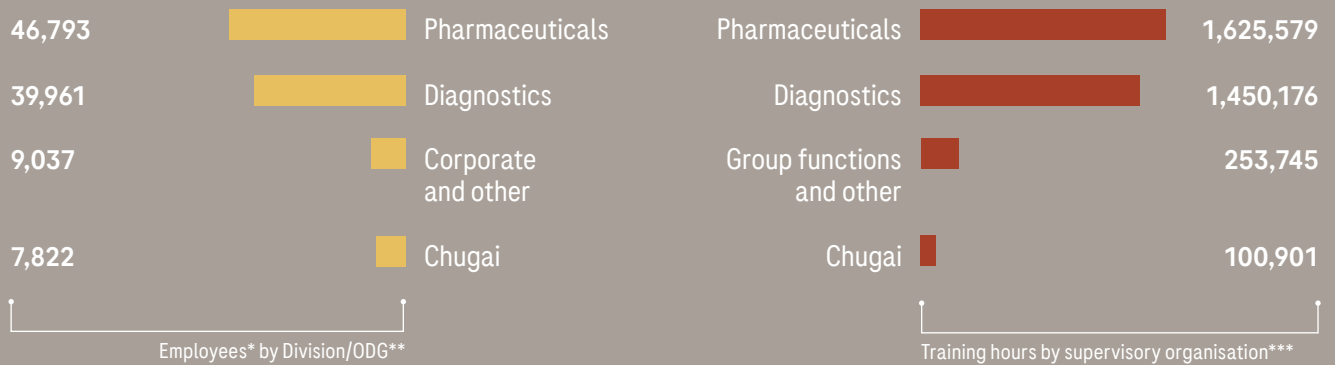 46,793 Pharmaceuticals
39,961 Diagnostics
9,037 Corporate
and other
7,822 Chugai
Employees* by Division/ODG**
Pharmaceuticals 1,625,579
Diagnostics 1,450,176
Group functions 253,745
and other
Chugai 100,901
Training hours by supervisory organisation***